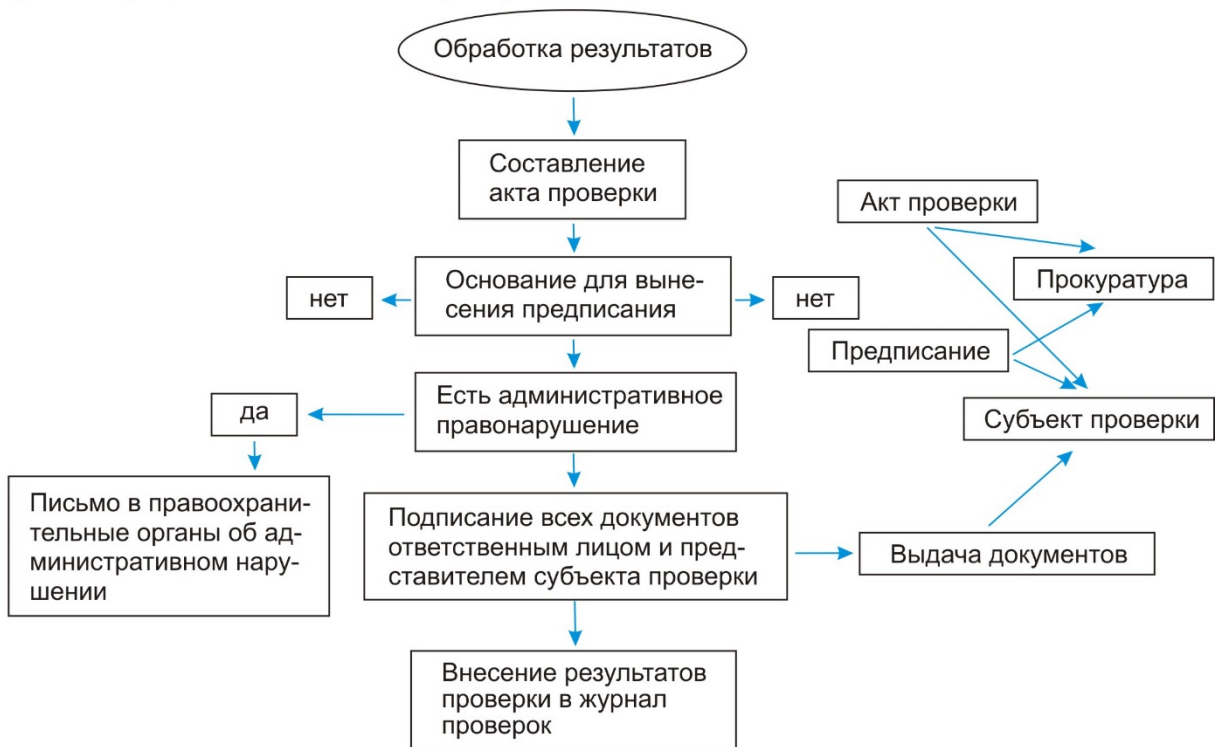 Обработка результатов
Составление
акта проверки
Акт проверки
Основание для выне-
сения предписания
нет
нет
Прокуратура
Предписание
Есть административное
правонарушение
да
Субъект проверки
Письмо в правоохрани-
тельные органы об ад-
министративном нару-
шении
Подписание всех документов
ответственным лицом и пред-
ставителем субъекта проверки
Выдача документов
Внесение результатов
проверки в журнал
проверок